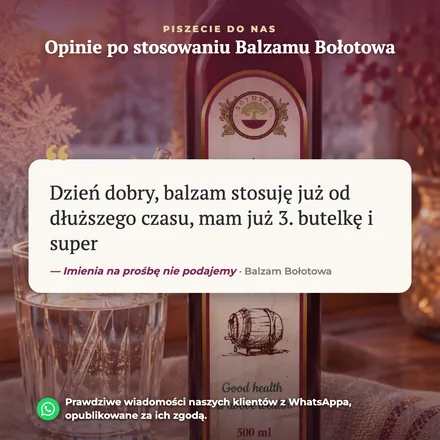 PISZECIE DO NAS
Opinie po stosowaniu Balzamu Bołotowa
“
Dzień dobry, balzam stosuję już od
dłuższego czasu, mam już 3. butelkę i
super
— Imienia na prośbę nie podajemy · Balzam Bołotowa
Good health
Prawdziwe wiadomości naszych klientów z WhatsAppa,
opublikowane za ich zgodą.
500 ml